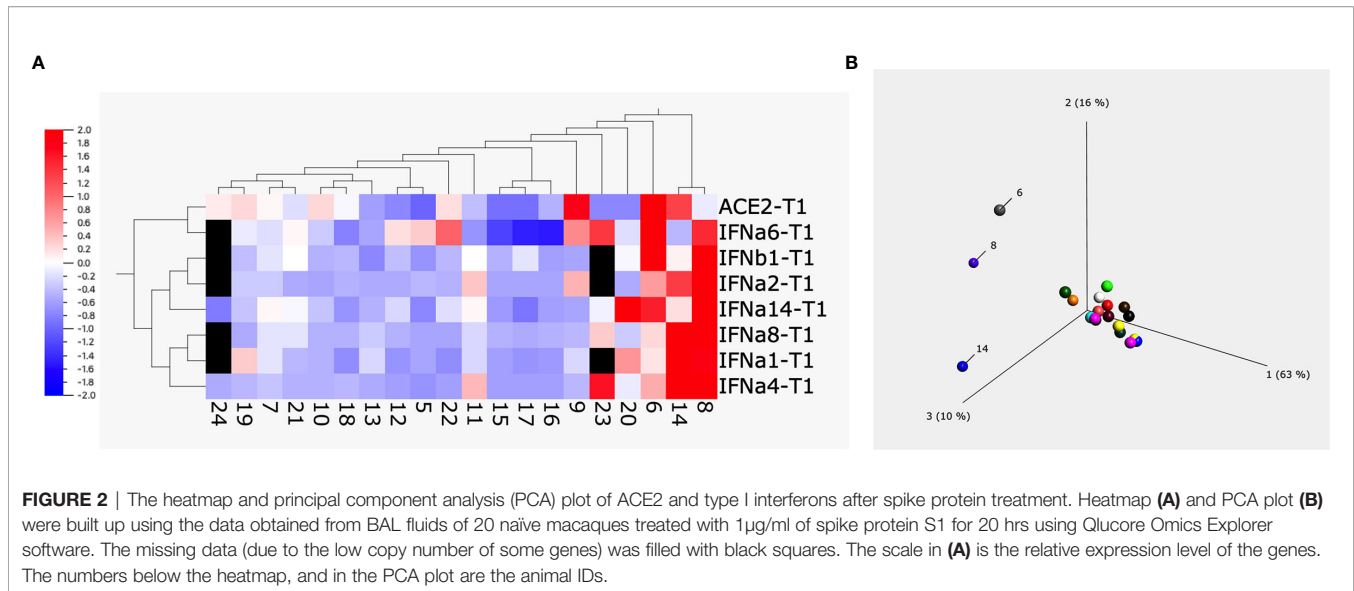 A
B
2.0
1.8
1.6
1.4
1.2
1.0
0.8
0.6
0.4
0.2
0.0
-0.2
-0.4
-0.6
-0.8
-1.0
-1.2
-1.4
-1.6
-1.8
-2.0
ACE2-T1
IFNa6-T1
IFNb1-T1
IFNa2-T1
IFNa14-T1
IFNa8-T1
IFNa1-T1
IFNa4-T1
24 19 7 21 10 18 13 12 5 22 11 15 17 16 9 23 20 6 14 8
2 (16 %)
6
8
14
1 (63 %)
3 (10 %)
FIGURE 2 | The heatmap and principal component analysis (PCA) plot of ACE2 and type I interferons after spike protein treatment. Heatmap (A) and PCA plot (B)
were built up using the data obtained from BAL fluids of 20 naïve macaques treated with 1µg/ml of spike protein S1 for 20 hrs using Qlucore Omics Explorer
software. The missing data (due to the low copy number of some genes) was filled with black squares. The scale in (A) is the relative expression level of the genes.
The numbers below the heatmap, and in the PCA plot are the animal IDs.